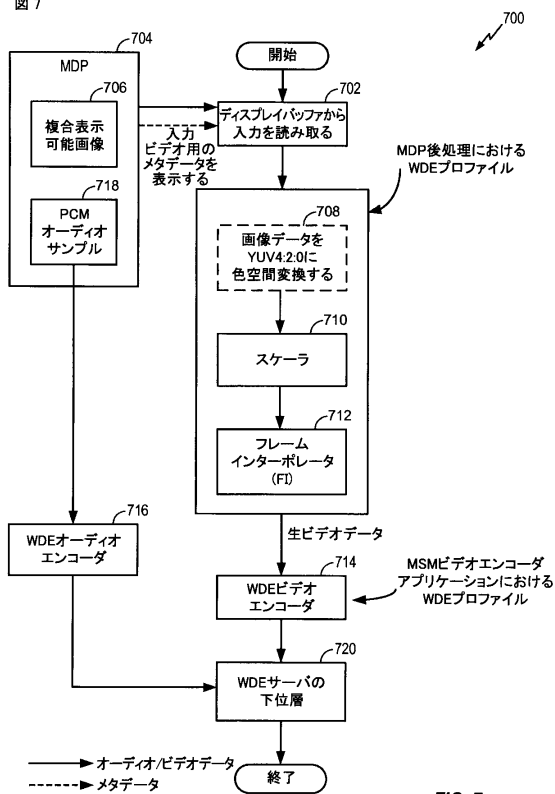 図 7
700
704
MDP
706
複合表示
可能画像
718
PCM
オーディオ
サンプル
開始
702
ディスプレイバッファから
入力を読み取る
入力
ビデオ用の
メタデータを
表示する
MDP後処理における
WDEプロファイル
708
画像データを
YUV4:2:0に
色空間変換する
710
スケーラ
712
フレーム
インターポレータ
(FI)
生ビデオデータ
716
WDEオーディオ
エンコーダ
714
WDEビデオ
エンコーダ
MSMビデオエンコーダ
アプリケーションにおける
WDEプロファイル
720
WDEサーバの
下位層
オーディオ/ビデオデータ
メタデータ
終了